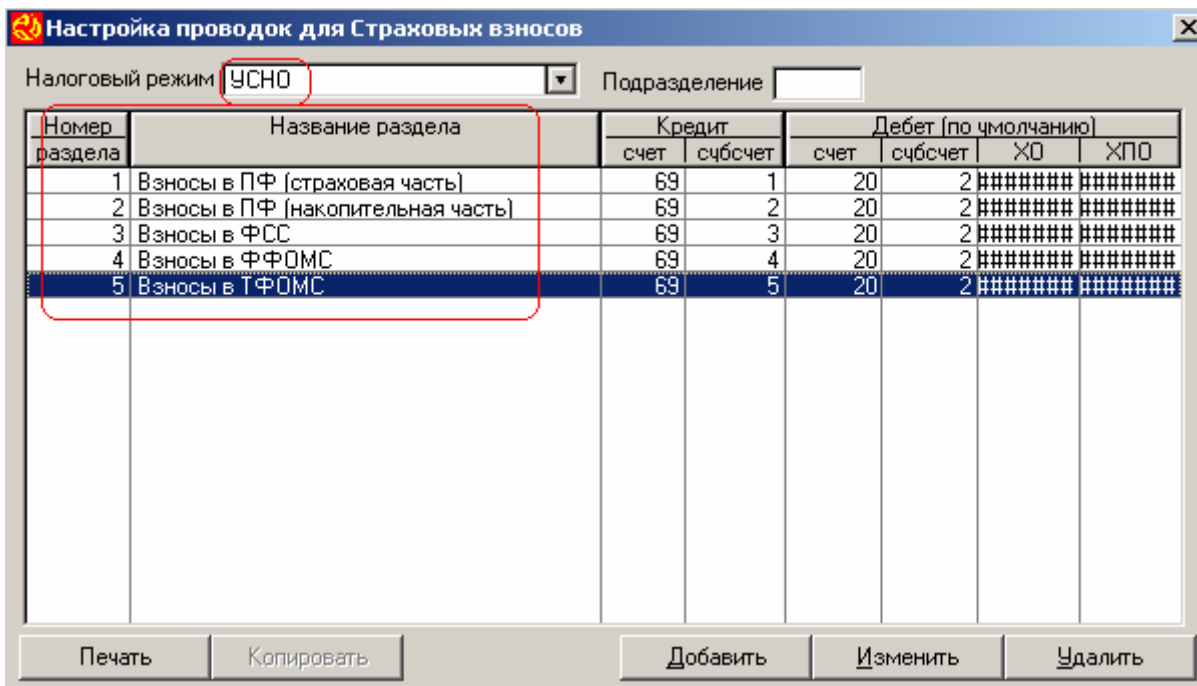 Настройка проводок для Страховых взносов
Налоговый режим УСНО Подразделение
Номер раздела Название раздела Кредит Дебет (по умолчанию)
счет субсчет счет субсчет ХО ХПО
1 Взносы в ПФ (страховая часть) 69 1 20 2 ####### #######
2 Взносы в ПФ (накопительная часть) 69 2 20 2 ####### #######
3 Взносы в ФСС 69 3 20 2 ####### #######
4 Взносы в ФФОМС 69 4 20 2 ####### #######
5 Взносы в ТФОМС 69 5 20 2 ####### #######
Печать Копировать Добавить Изменить Удалить